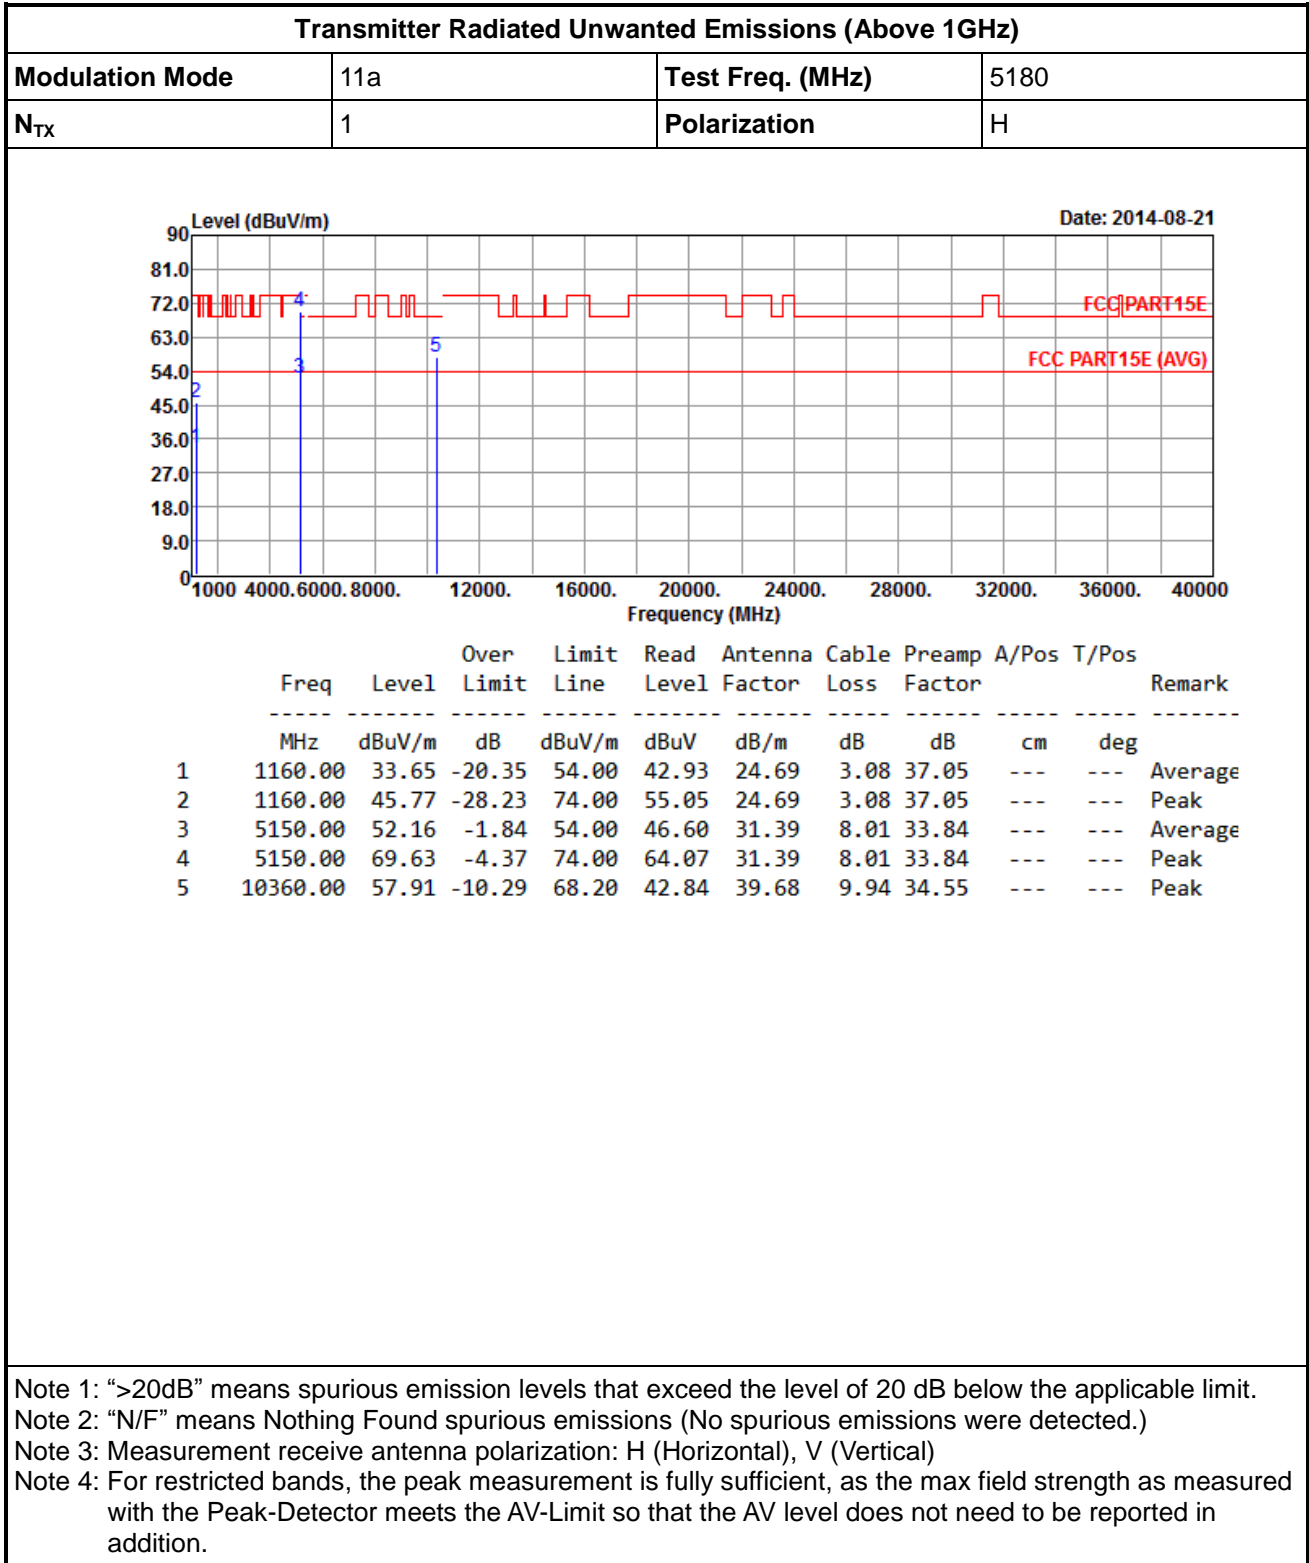 Transmitter Radiated Unwanted Emissions (Above 1GHz)
Modulation Mode 11a Test Freq. (MHz) 5180
NTX 1 Polarization H
Level (dBuV/m) Date: 2014-08-21
90
81.0
72.0
63.0
54.0
45.0
36.0
27.0
18.0
9.0
0
4
FCC PART15E
5
3
FCC PART15E (AVG)
2
1
1000 4000. 6000. 8000. 12000. 16000. 20000. 24000. 28000. 32000. 36000. 40000
Frequency (MHz)
Over Limit Read Antenna Cable Preamp A/Pos T/Pos
Freq Level Limit Line Level Factor Loss Factor Remark
----- ------- ------ ------ ------- ------ ----- ------ ----- ----- -------
MHz dBuV/m dB dBuV/m dBuV dB/m dB dB cm deg
1 1160.00 33.65 -20.35 54.00 42.93 24.69 3.08 37.05 --- --- Average
2 1160.00 45.77 -28.23 74.00 55.05 24.69 3.08 37.05 --- --- Peak
3 5150.00 52.16 -1.84 54.00 46.60 31.39 8.01 33.84 --- --- Average
4 5150.00 69.63 -4.37 74.00 64.07 31.39 8.01 33.84 --- --- Peak
5 10360.00 57.91 -10.29 68.20 42.84 39.68 9.94 34.55 --- --- Peak
Note 1: “>20dB” means spurious emission levels that exceed the level of 20 dB below the applicable limit.
Note 2: “N/F” means Nothing Found spurious emissions (No spurious emissions were detected.)
Note 3: Measurement receive antenna polarization: H (Horizontal), V (Vertical)
Note 4: For restricted bands, the peak measurement is fully sufficient, as the max field strength as measured
with the Peak-Detector meets the AV-Limit so that the AV level does not need to be reported in
addition.